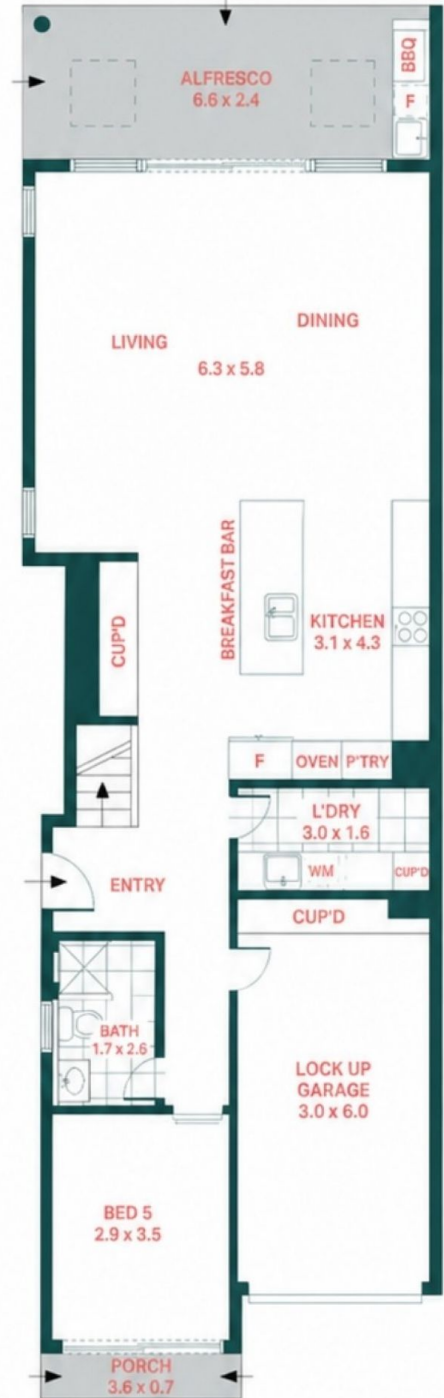 BBQ
ALFRESCO
6.6 x 2.4
F
DINING
LIVING
6.3 x 5.8
BREAKFAST BAR
KITCHEN
3.1 x 4.3
CUP'D
F
OVEN
P'TRY
L'DRY
3.0 x 1.6
WM
CUP'D
ENTRY
CUP'D
BATH
1.7 x 2.6
LOCK UP
GARAGE
3.0 x 6.0
BED 5
2.9 x 3.5
PORCH
3.6 x 0.7